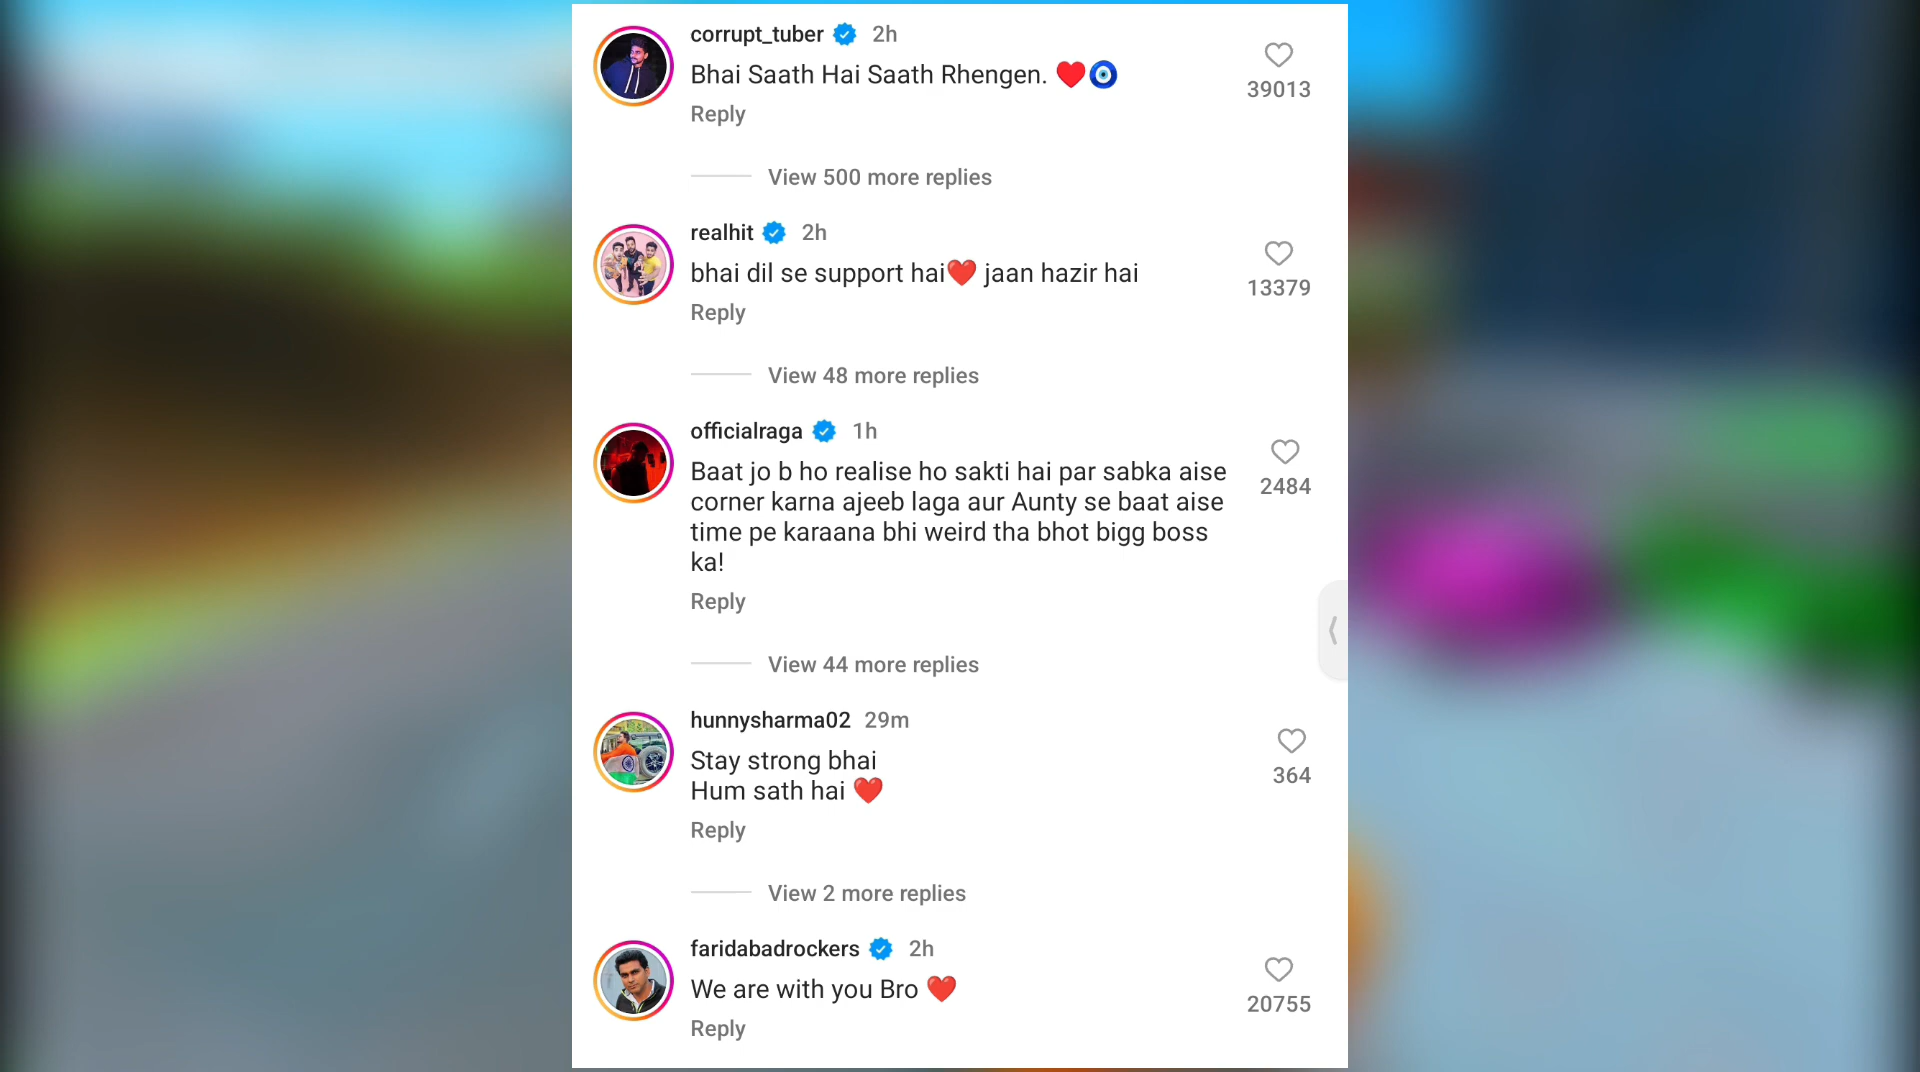 corrupt_tuber 2h
Bhai Saath Hai Saath Rhengen. ❤️🧿
39013
Reply
View 500 more replies
realhit 2h
bhai dil se support hai❤️ jaan hazir hai
13379
Reply
View 48 more replies
officialraga 1h
Baat jo b ho realise ho sakti hai par sabka aise
corner karna ajeeb laga aur Aunty se baat aise
time pe karaana bhi weird tha bhot bigg boss
ka!
2484
Reply
View 44 more replies
hunnysharma02 29m
Stay strong bhai
Hum sath hai ❤️
364
Reply
View 2 more replies
faridabadrockers 2h
We are with you Bro ❤️
20755
Reply